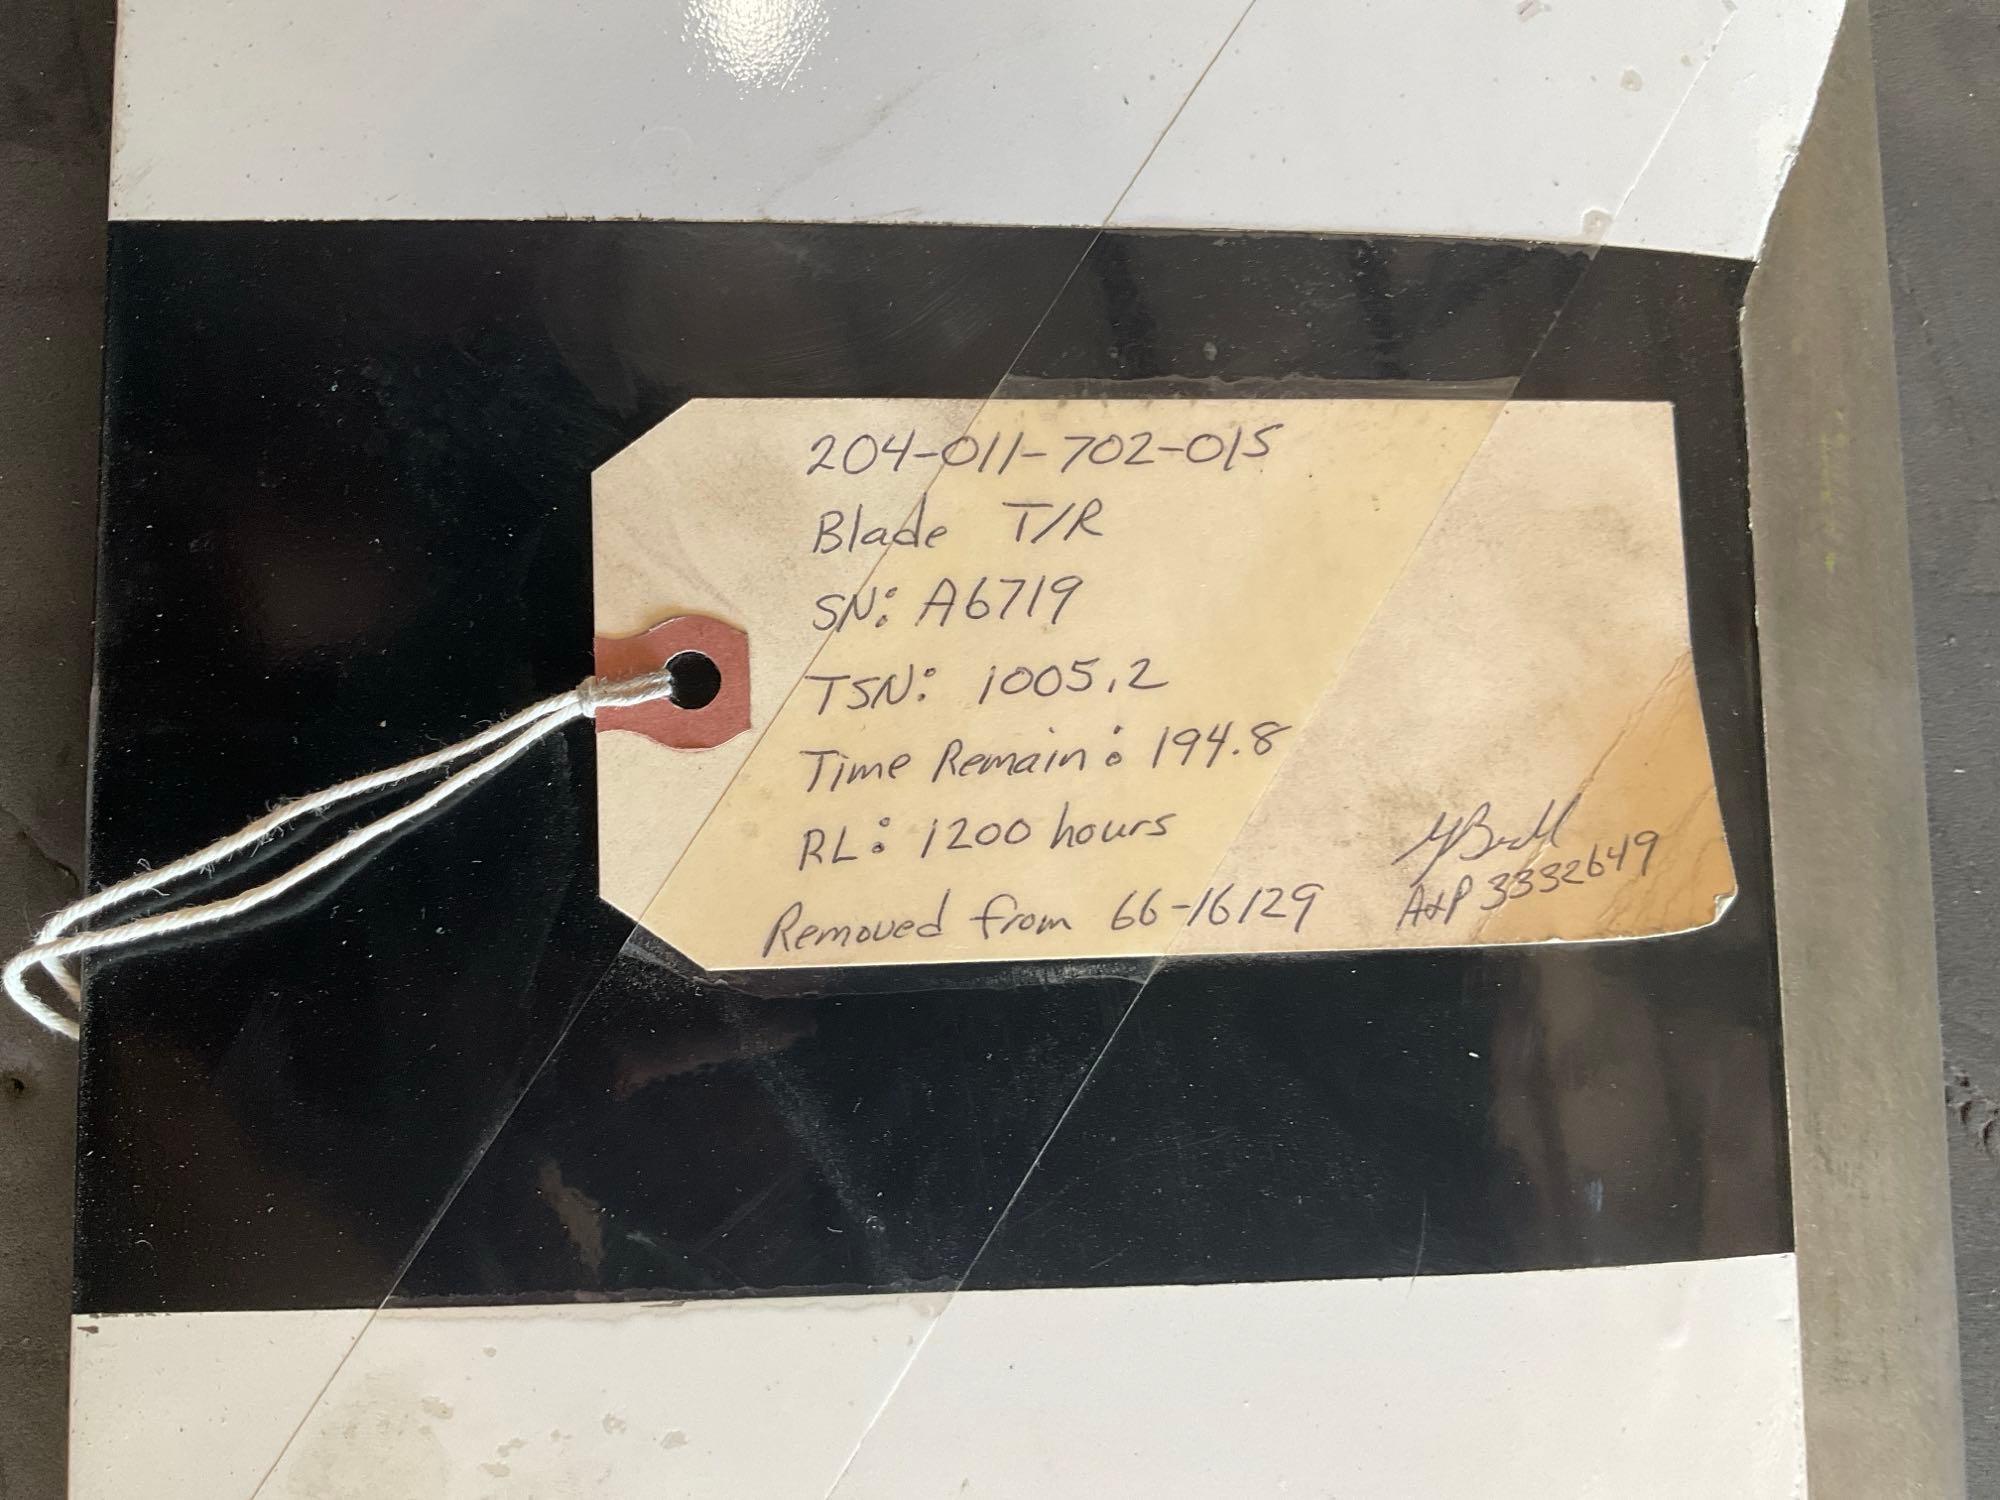 204-011-702-015
Blade T/R
SN: A6719
TSN: 1005.2
Time Remain: 194.8
RL: 1200 hours
Removed from 66-16129
A&P 3332649